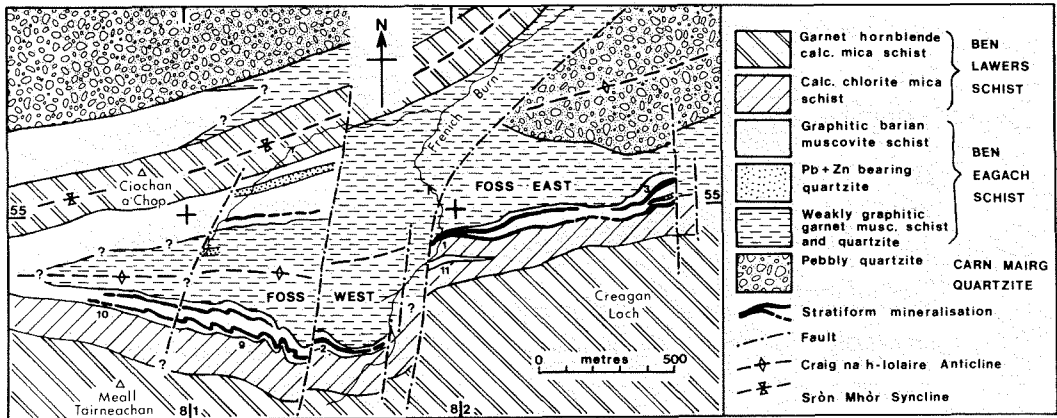 N
Ciochan
a'Chop
55
Frenich Burn
FOSS EAST
3
55
1
11
FOSS WEST
10
9
2
Creagan
Loch
0 metres 500
Meall
Tairneachan
8|1
8|2
?
?
?
?
?
?
?
Garnet hornblende
calc. mica schist
Calc. chlorite mica
schist
BEN
LAWERS
SCHIST
Graphitic barian
muscovite schist
Pb+Zn bearing
quartzite
Weakly graphitic
garnet musc. schist
and quartzite
BEN
EAGACH
SCHIST
Pebbly quartzite
CARN MAIRG
QUARTZITE
Stratiform mineralisation
Fault
Craig na h-Iolaire Anticline
Sròn Mhòr Syncline